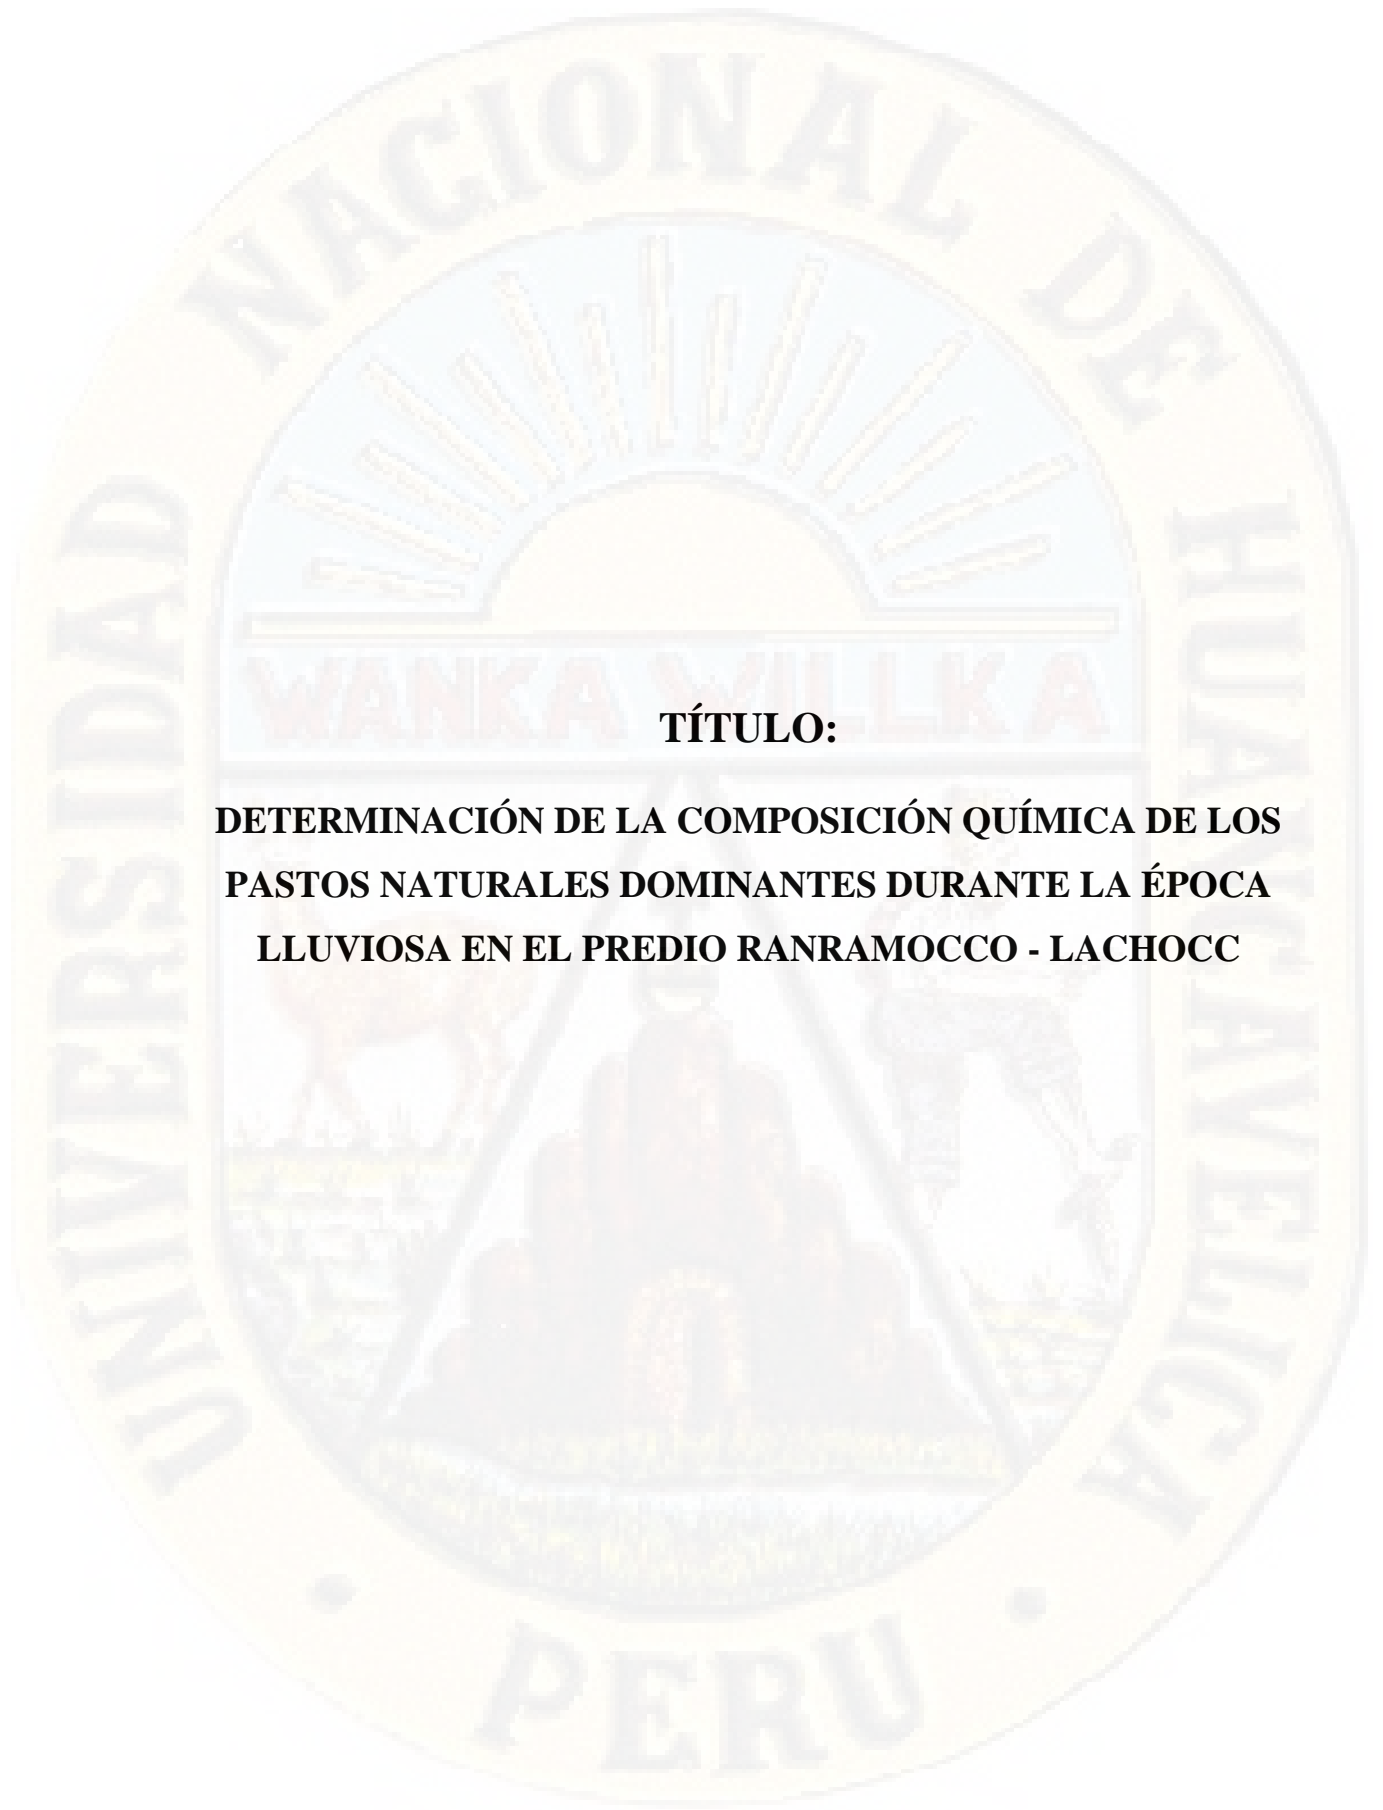 UNIVERSIDAD NACIONAL DE HUANCAVELICA
WANKA WILLKA
TÍTULO:
DETERMINACIÓN DE LA COMPOSICIÓN QUÍMICA DE LOS
PASTOS NATURALES DOMINANTES DURANTE LA ÉPOCA
LLUVIOSA EN EL PREDIO RANRAMOCCO - LACHOCC
PERU